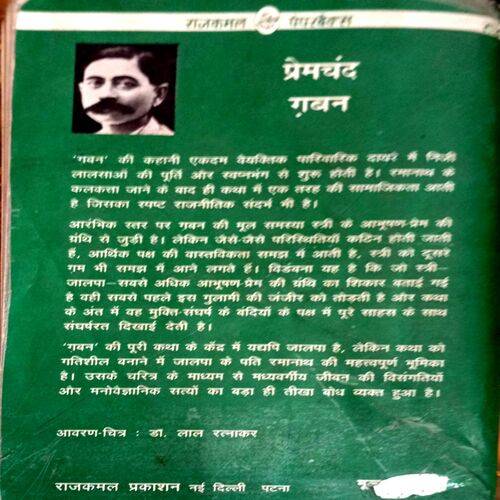 राजकमल पेपरबैक्स
प्रेमचंद
ग़बन
'गबन' की कहानी एकदम वैयक्तिक पारिवारिक दायरे में निजी
लालसाओं की पूर्ति और स्वप्नभंग से शुरू होती है। रमानाथ के
कलकत्ता जाने के बाद ही कथा में एक तरह की सामाजिकता आती
है जिसका स्पष्ट राजनीतिक संदर्भ भी है।
आरंभिक स्तर पर गबन की मूल समस्या स्त्री के आभूषण-प्रेम की
ग्रंथि से जुड़ी है। लेकिन जैसे-जैसे परिस्थितियाँ कठिन होती जाती
हैं, आर्थिक पक्ष की वास्तविकता समझ में आती है, स्त्री को दूसरे
ग़म भी समझ में आने लगते हैं। विडंबना यह है कि जो स्त्री-
जालपा-सबसे अधिक आभूषण-प्रेम की ग्रंथि का शिकार बताई गई
है वही सबसे पहले इस गुलामी की जंजीर को तोड़ती है और कथा
के अंत में वह मुक्ति-संघर्ष के बंदियों के पक्ष में पूरे साहस के साथ
संघर्षरत दिखाई देती है।
'गबन' की पूरी कथा के केंद्र में यद्यपि जालपा है, लेकिन कथा को
गतिशील बनाने में जालपा के पति रमानाथ की महत्वपूर्ण भूमिका
है। उसके चरित्र के माध्यम से मध्यवर्गीय जीवन की विसंगतियों
और मनोवैज्ञानिक सत्यों का बड़ा ही तीखा बोध व्यक्त हुआ है।
आवरण-चित्र : डॉ. लाल रत्नाकर
राजकमल प्रकाशन नई दिल्ली पटना